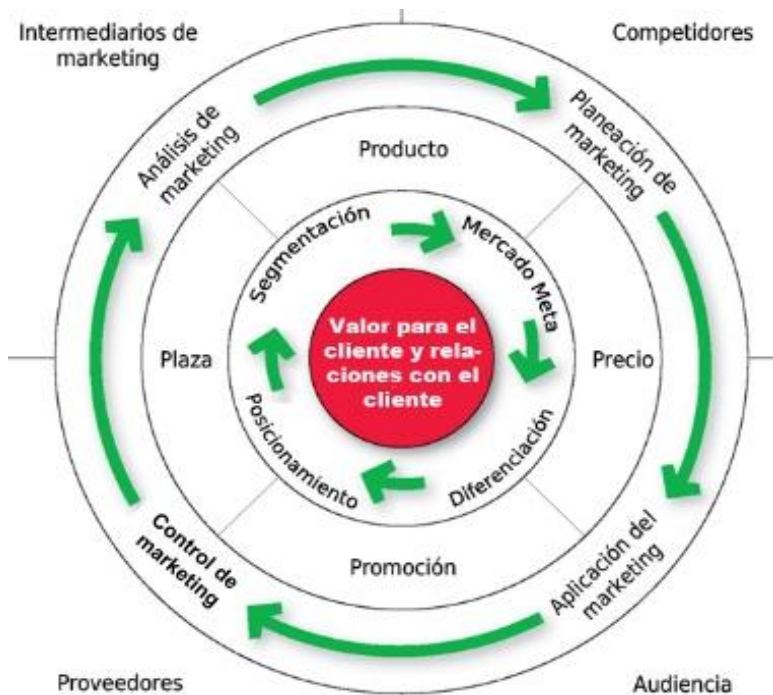 Intermediarios de
marketing
Competidores
Análisis de
marketing
Planeación de
marketing
Producto
Segmentación
Mercado Meta
Valor para el
cliente y rela-
ciones con el
cliente
Plaza
Precio
Posicionamiento
Diferenciación
Promoción
Control de
marketing
Aplicación del
marketing
Proveedores
Audiencia